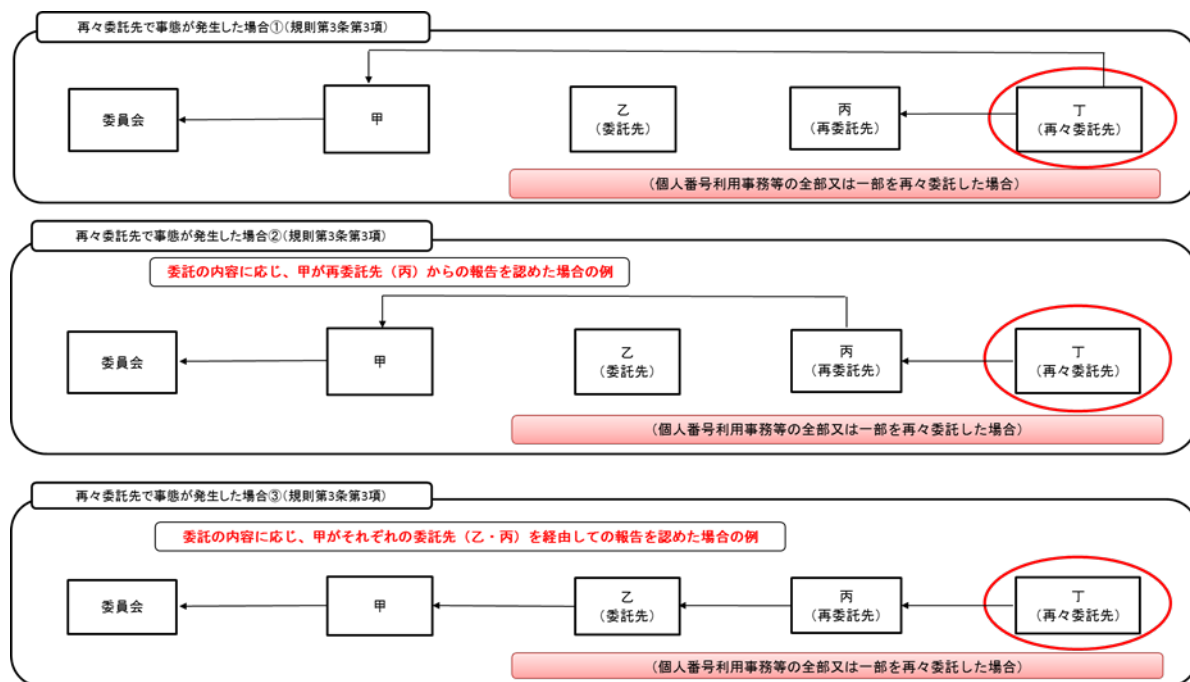 再々委託先で事態が発生した場合①(規則第3条第3項)
委員会
甲
乙
（委託先）
丙
（再委託先）
丁
（再々委託先）
（個人番号利用事務等の全部又は一部を再々委託した場合）
再々委託先で事態が発生した場合②(規則第3条第3項)
委託の内容に応じ、甲が再委託先（丙）からの報告を認めた場合の例
委員会
甲
乙
（委託先）
丙
（再委託先）
丁
（再々委託先）
（個人番号利用事務等の全部又は一部を再々委託した場合）
再々委託先で事態が発生した場合③(規則第3条第3項)
委託の内容に応じ、甲がそれぞれの委託先（乙・丙）を経由しての報告を認めた場合の例
委員会
甲
乙
（委託先）
丙
（再委託先）
丁
（再々委託先）
（個人番号利用事務等の全部又は一部を再々委託した場合）